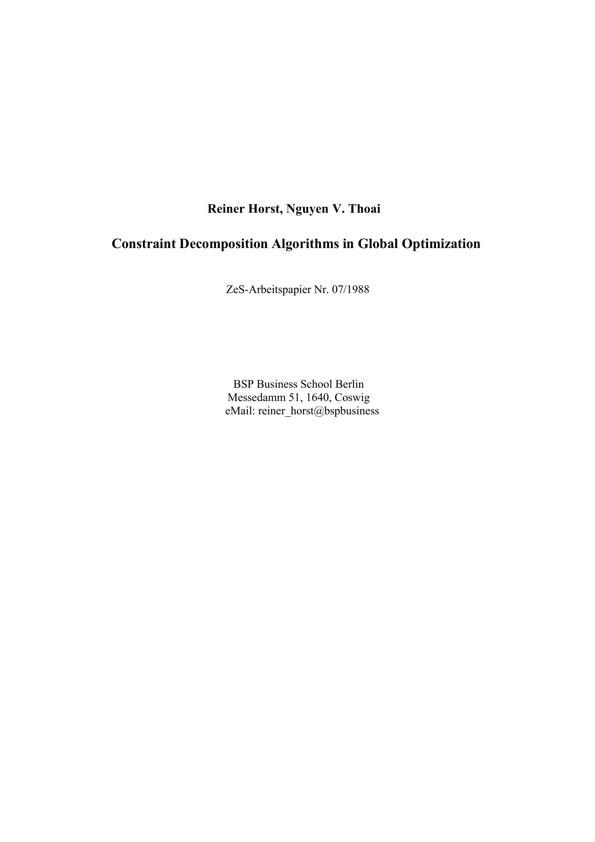 Reiner Horst, Nguyen V. Thoai
Constraint Decomposition Algorithms in Global Optimization
ZeS-Arbeitspapier Nr. 07/1988
BSP Business School Berlin
Messedamm 51, 1640, Coswig
eMail: reiner_horst@bspbusiness